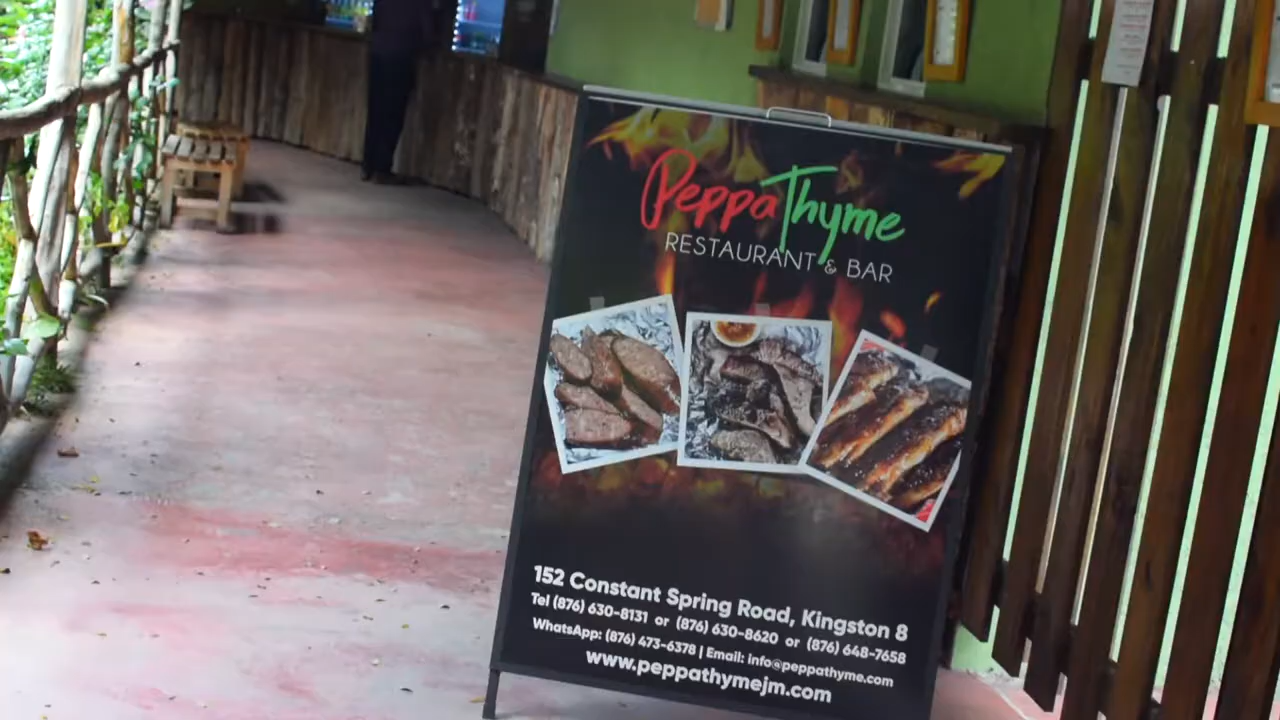 PeppaThyme
RESTAURANT & BAR
152 Constant Spring Road, Kingston 8
Tel (876) 630-8131 or (876) 630-8620 or (876) 648-7658
WhatsApp: (876) 473-6378 | Email: info@peppathyme.com
www.peppathymejm.com